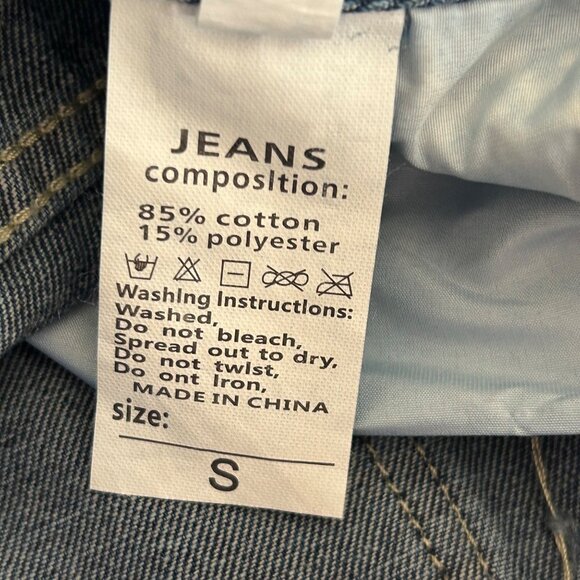 JEANS
composItion:
85% cotton
15% polyester
Washing InstructIons:
Washed,
Do not bleach,
Spread out to dry,
Do not twIst,
Do ont Iron,
MADE IN CHINA
size:
S